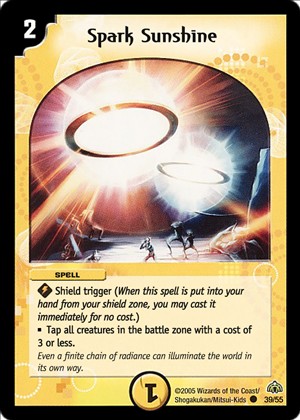 2
Spark Sunshine
SPELL
Shield trigger (When this spell is put into your
hand from your shield zone, you may cast it
immediately for no cost.)
▪ Tap all creatures in the battle zone with a cost of
3 or less.
Even a finite chain of radiance can illuminate the world in
its own way.
1
©2005 Wizards of the Coast/
Shogakukan/Mitsui-Kids ● 39/55